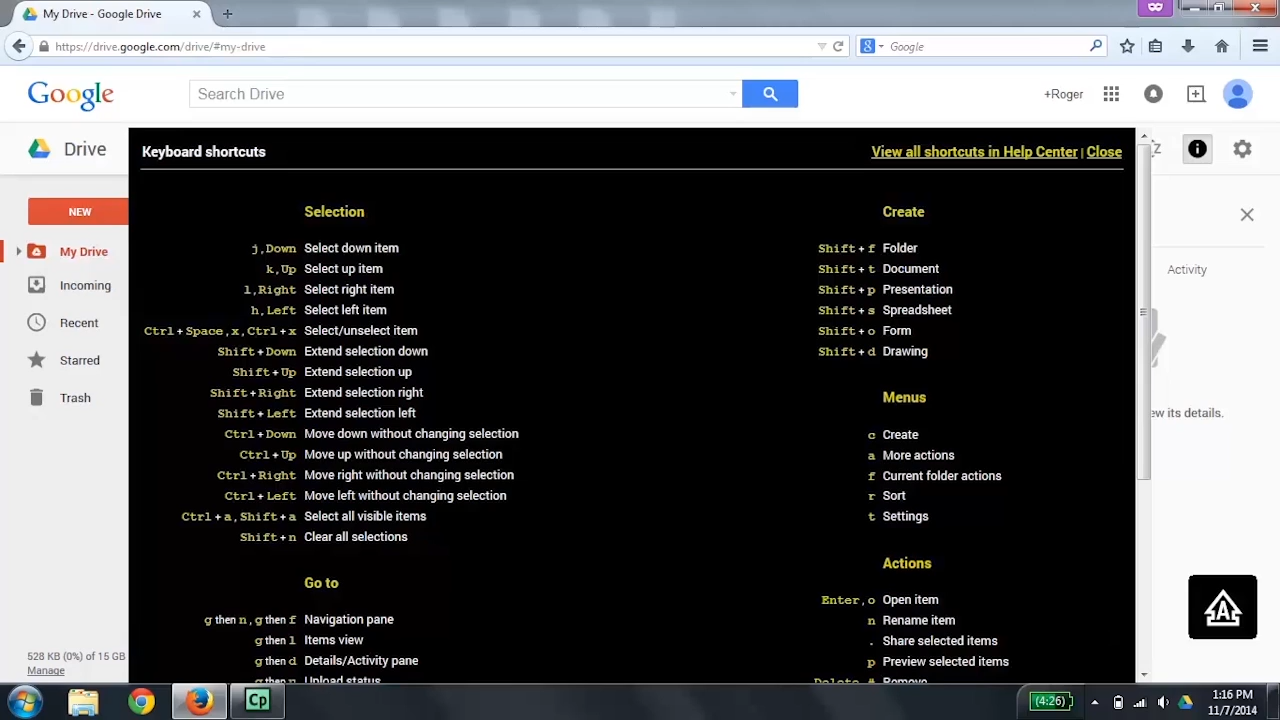 My Drive - Google Drive
https://drive.google.com/drive/#my-drive
Google
Google
Search Drive
+Roger
Drive
NEW
My Drive
Incoming
Recent
Starred
Trash
528 KB (0%) of 15 GB
Manage
Keyboard shortcuts
View all shortcuts in Help Center | Close
Selection
j,Down Select down item
k,Up Select up item
l,Right Select right item
h,Left Select left item
Ctrl+Space,x,Ctrl+x Select/unselect item
Shift+Down Extend selection down
Shift+Up Extend selection up
Shift+Right Extend selection right
Shift+Left Extend selection left
Ctrl+Down Move down without changing selection
Ctrl+Up Move up without changing selection
Ctrl+Right Move right without changing selection
Ctrl+Left Move left without changing selection
Ctrl+a,Shift+a Select all visible items
Shift+n Clear all selections
Go to
g then n,g then f Navigation pane
g then l Items view
g then d Details/Activity pane
Upload status
Create
Shift+f Folder
Shift+t Document
Shift+p Presentation
Shift+s Spreadsheet
Shift+o Form
Shift+d Drawing
Menus
c Create
a More actions
f Current folder actions
r Sort
t Settings
Actions
Enter,o Open item
n Rename item
. Share selected items
p Preview selected items
Delete,# Remove
Activity
its details.
A
Cp
(4:26)
1:16 PM
11/7/2014